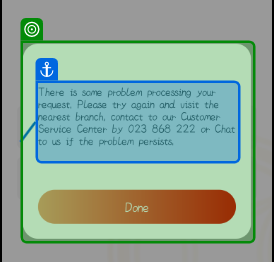 There is some problem processing your
request. Please try again and visit the
nearest branch, contact to our Customer
Service Center by 023 868 222 or Chat
to us if the problem persists.
Done